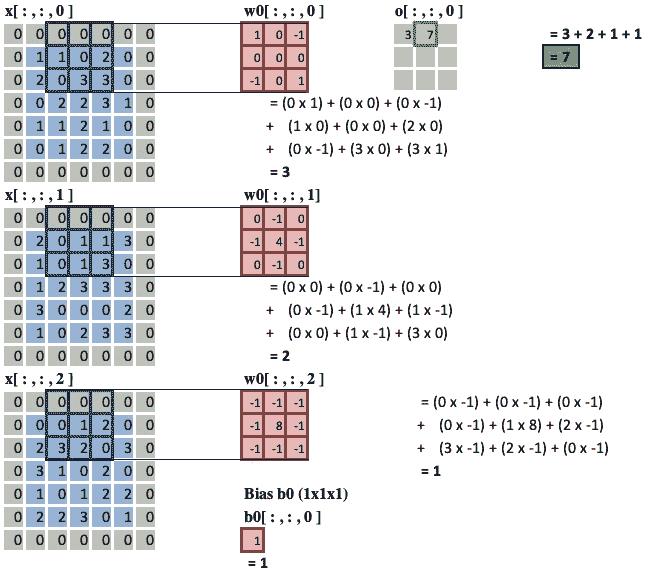 x[:,:,0]
0 0 0 0 0 0 0
0 1 1 0 2 0 0
0 2 0 3 3 0 0
0 0 2 2 3 1 0
0 1 1 2 1 0 0
0 0 1 2 2 0 0
0 0 0 0 0 0 0
w0[:,:,0]
1 0 -1
0 0 0
-1 0 1
= (0 x 1) + (0 x 0) + (0 x -1)
+ (1 x 0) + (0 x 0) + (2 x 0)
+ (0 x -1) + (3 x 0) + (3 x 1)
= 3
o[:,:,0]
3 7
= 3 + 2 + 1 + 1
= 7
x[:,:,1]
0 0 0 0 0 0 0
0 2 0 1 1 3 0
0 1 0 1 3 0 0
0 1 2 3 3 3 0
0 3 0 0 0 2 0
0 1 0 2 3 3 0
0 0 0 0 0 0 0
w0[:,:,1]
0 -1 0
-1 4 -1
0 -1 0
= (0 x 0) + (0 x -1) + (0 x 0)
+ (0 x -1) + (1 x 4) + (1 x -1)
+ (0 x 0) + (1 x -1) + (3 x 0)
= 2
x[:,:,2]
0 0 0 0 0 0 0
0 0 0 1 2 0 0
0 2 3 2 0 3 0
0 3 1 0 2 0 0
0 1 0 1 2 2 0
0 2 2 3 0 1 0
0 0 0 0 0 0 0
w0[:,:,2]
-1 -1 -1
-1 8 -1
-1 -1 -1
= (0 x -1) + (0 x -1) + (0 x -1)
+ (0 x -1) + (1 x 8) + (2 x -1)
+ (3 x -1) + (2 x -1) + (0 x -1)
= 1
Bias b0 (1x1x1)
b0[:,:,0]
1
= 1